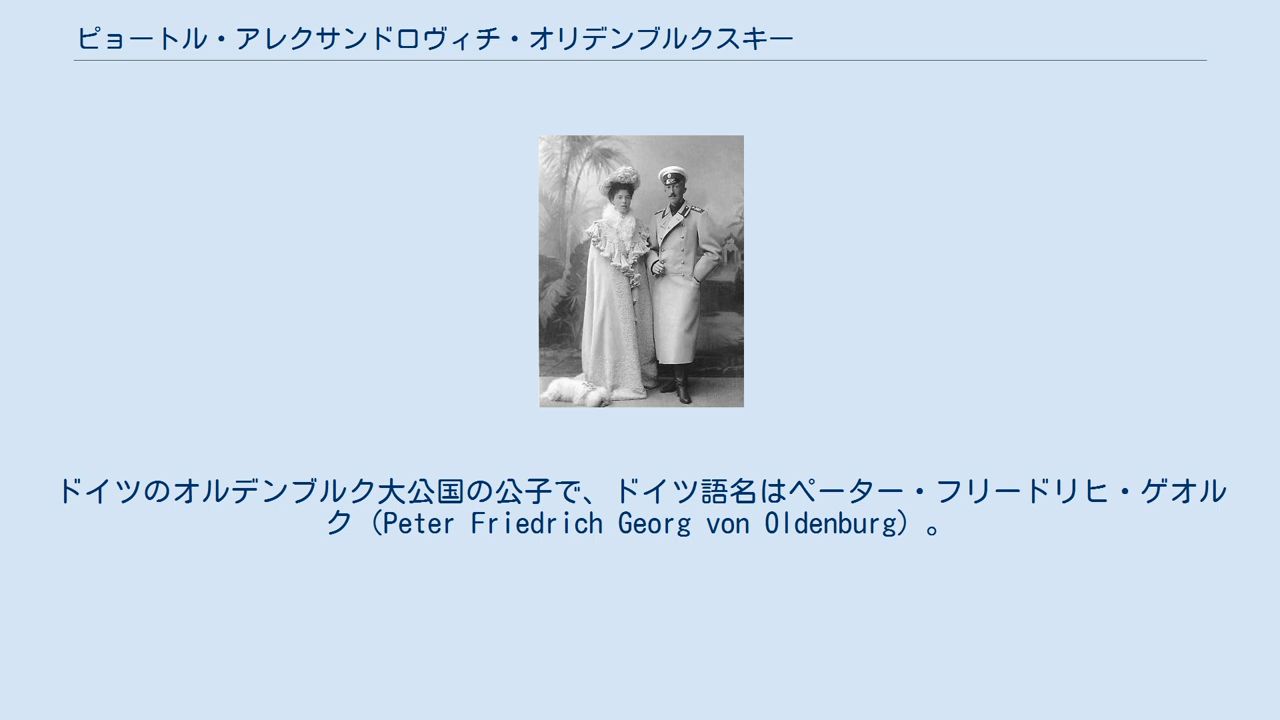 ピョートル・アレクサンドロヴィチ・オリデンブルクスキー
ドイツのオルデンブルク大公国の公子で、ドイツ語名はペーター・フリードリヒ・ゲオル
ク（Peter Friedrich Georg von Oldenburg）。